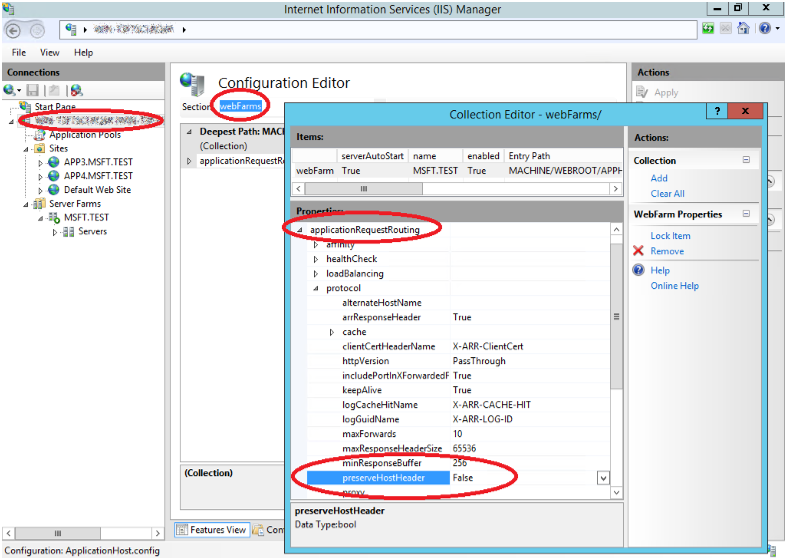 Internet Information Services (IIS) Manager
File View Help
Connections
Start Page
Application Pools
Sites
APP3.MSFT.TEST
APP4.MSFT.TEST
Default Web Site
Server Farms
MSFT.TEST
Servers
Configuration Editor
Section
webFarms
Deepest Path: MACH
(Collection)
applicationRequestR
(Collection)
Features View
Con
Actions
Apply
Collection Editor - webFarms/
? x
Items:
serverAutoStart name enabled Entry Path
webFarm True MSFT.TEST True MACHINE/WEBROOT/APPH
Properties:
applicationRequestRouting
affinity
healthCheck
loadBalancing
protocol
alternateHostName
arrResponseHeader True
cache
clientCertHeaderName X-ARR-ClientCert
httpVersion PassThrough
includePortInXForwardedF True
keepAlive True
logCacheHitName X-ARR-CACHE-HIT
logGuidName X-ARR-LOG-ID
maxForwards 10
maxResponseHeaderSize 65536
minResponseBuffer 256
preserveHostHeader False
proxy
preserveHostHeader
Data Type:bool
Actions:
Collection
Add
Clear All
WebFarm Properties
Lock Item
Remove
Help
Online Help
Configuration: ApplicationHost.config